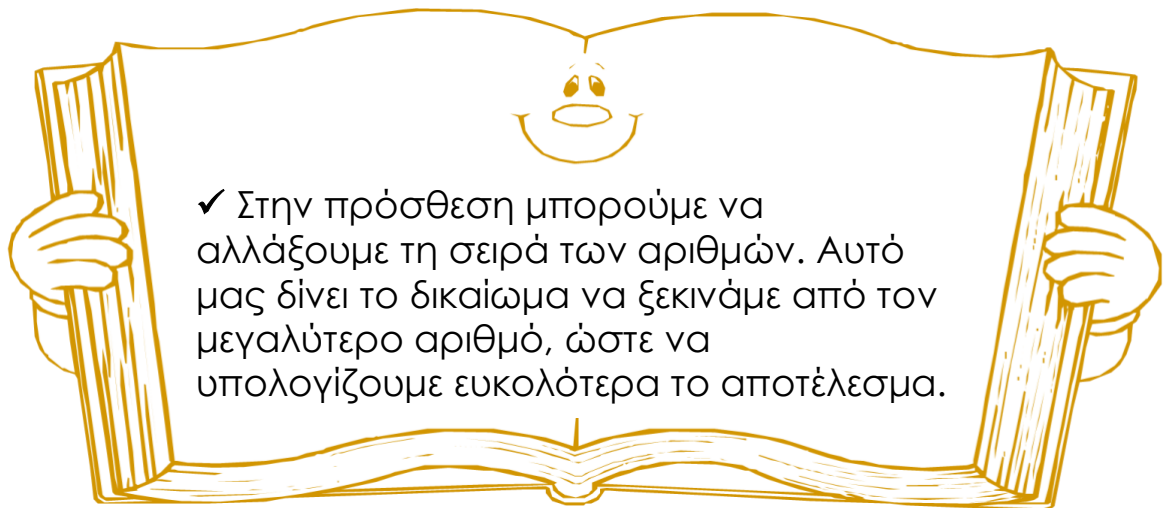 ✓ Στην πρόσθεση μπορούμε να
αλλάξουμε τη σειρά των αριθμών. Αυτό
μας δίνει το δικαίωμα να ξεκινάμε από τον
μεγαλύτερο αριθμό, ώστε να
υπολογίζουμε ευκολότερα το αποτέλεσμα.